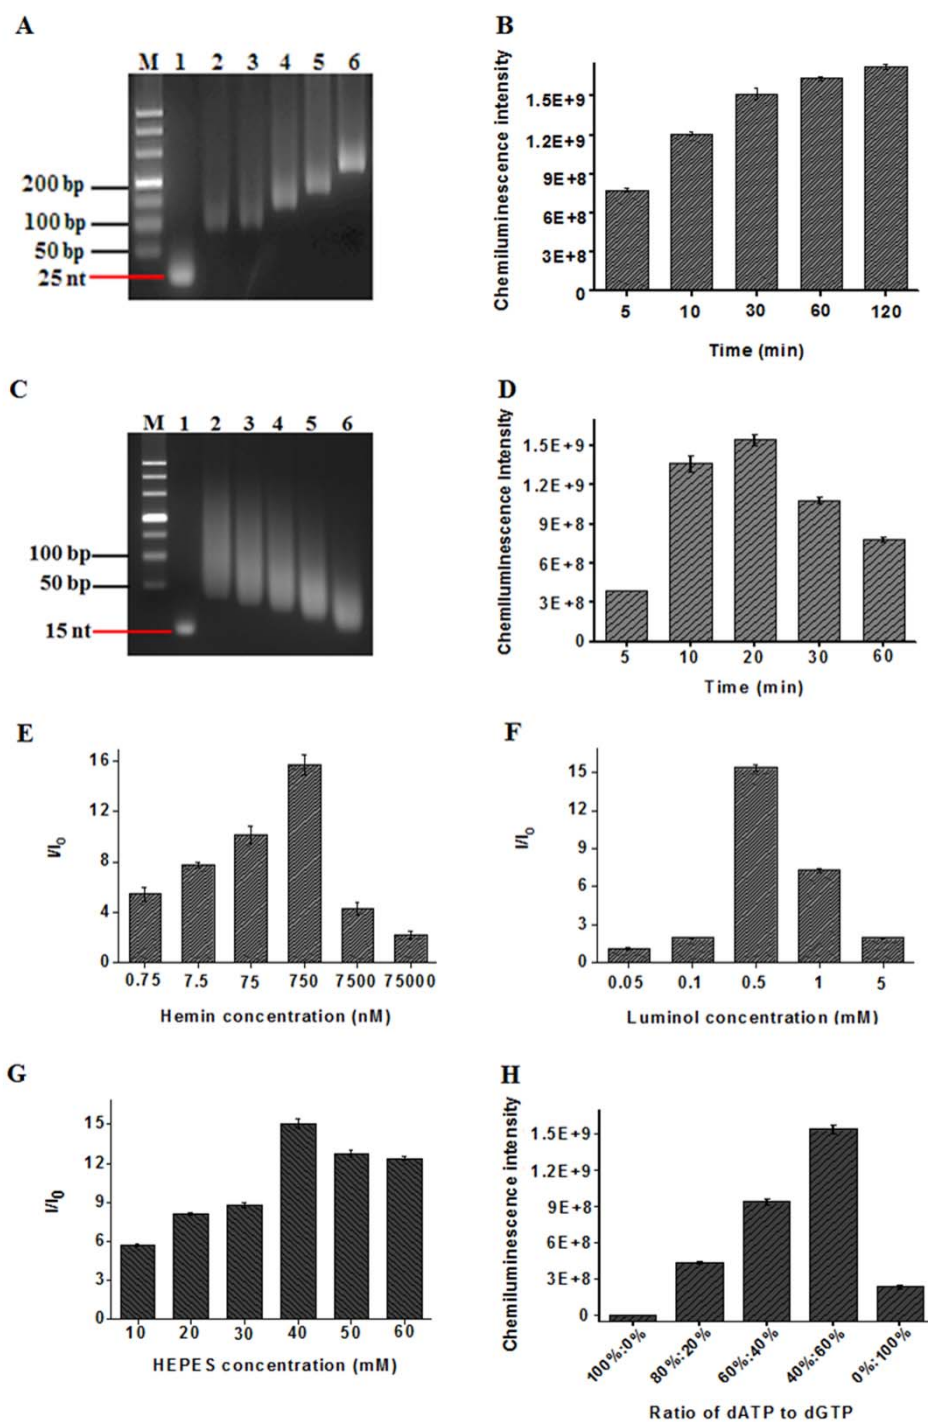 A
M 1 2 3 4 5 6
200 bp
100 bp
50 bp
25 nt
B
Chemiluminescence intensity
1.5E+9
1.2E+9
9E+8
6E+8
3E+8
0
5 10 30 60 120
Time (min)
C
M 1 2 3 4 5 6
100 bp
50 bp
15 nt
D
Chemiluminescence intensity
1.5E+9
1.2E+9
9E+8
6E+8
3E+8
0
5 10 20 30 60
Time (min)
E
I/I0
16
12
8
4
0
0.75 7.5 75 750 7500 75000
Hemin concentration (nM)
F
I/I0
15
9
6
3
0
0.05 0.1 0.5 1 5
Luminol concentration (mM)
G
I/I0
15
12
9
6
3
0
10 20 30 40 50 60
HEPES concentration (mM)
H
Chemiluminescence intensity
1.5E+9
9E+8
6E+8
3E+8
0
100%:0% 80%:20% 60%:40% 40%:60% 0%:100%
Ratio of dATP to dGTP